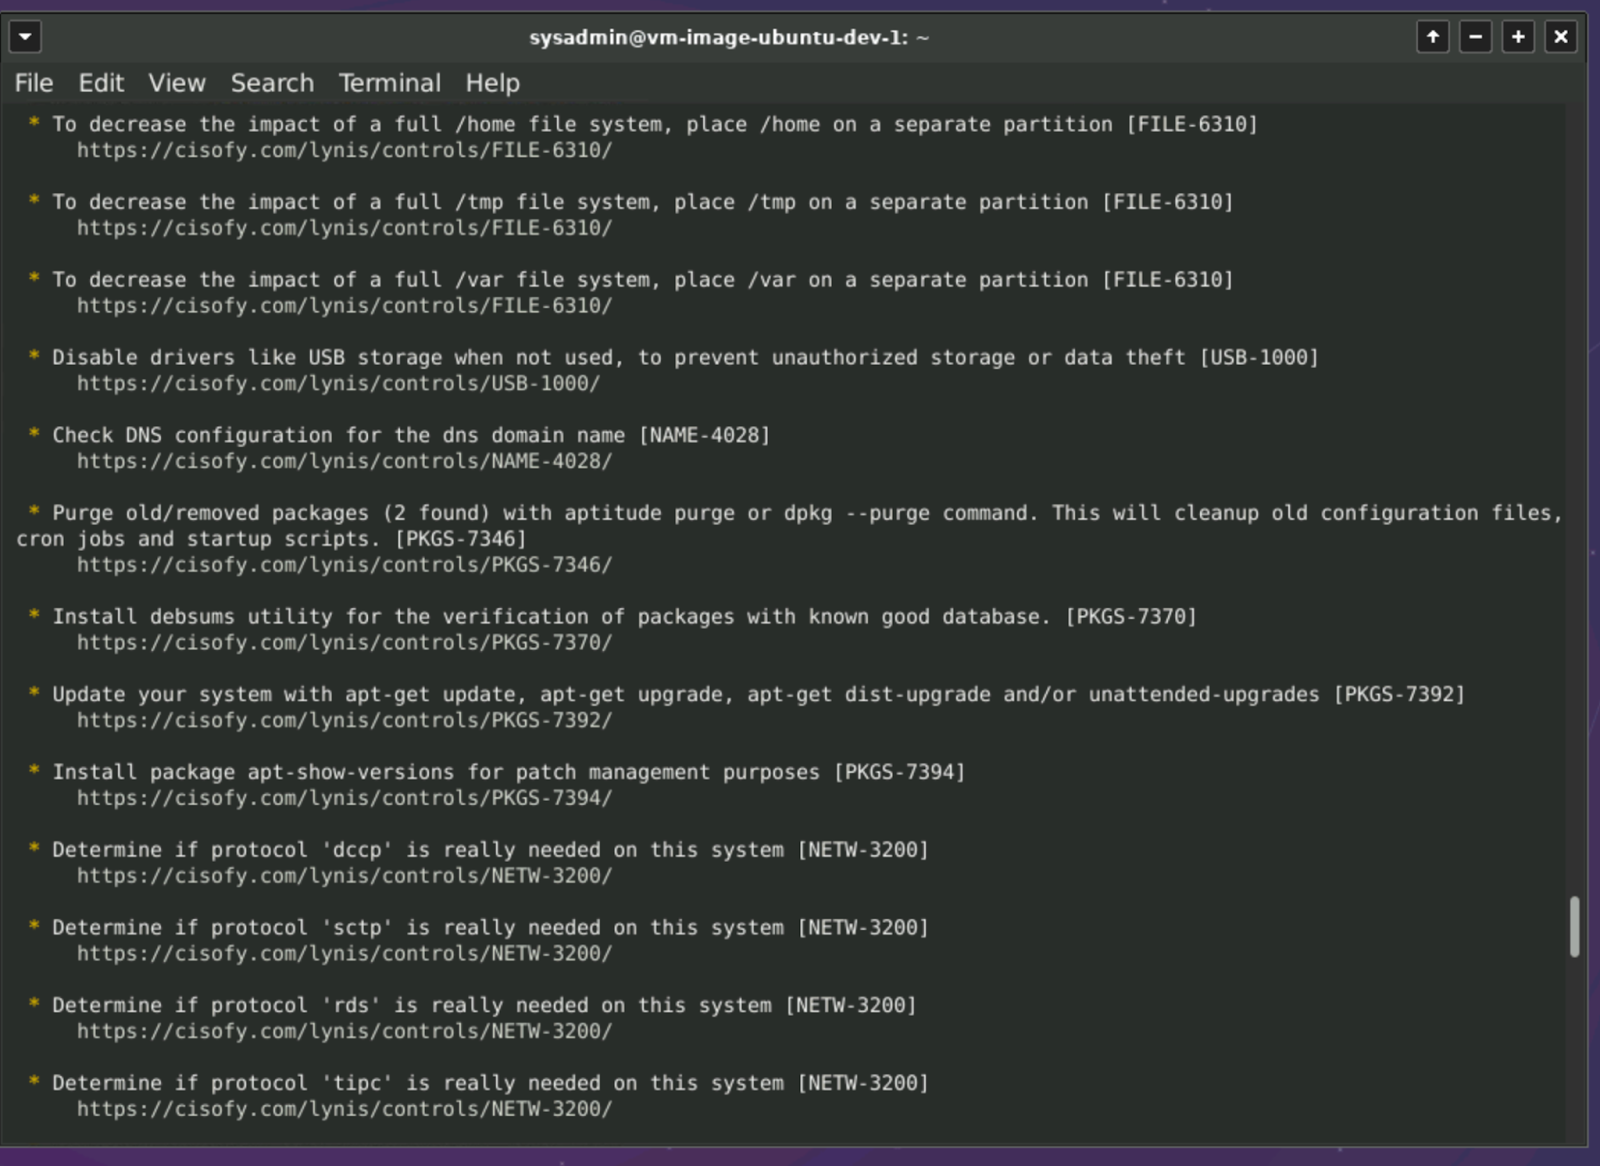 sysadmin@vm-image-ubuntu-dev-1: ~
File Edit View Search Terminal Help
* To decrease the impact of a full /home file system, place /home on a separate partition [FILE-6310]
https://cisofy.com/lynis/controls/FILE-6310/
* To decrease the impact of a full /tmp file system, place /tmp on a separate partition [FILE-6310]
https://cisofy.com/lynis/controls/FILE-6310/
* To decrease the impact of a full /var file system, place /var on a separate partition [FILE-6310]
https://cisofy.com/lynis/controls/FILE-6310/
* Disable drivers like USB storage when not used, to prevent unauthorized storage or data theft [USB-1000]
https://cisofy.com/lynis/controls/USB-1000/
* Check DNS configuration for the dns domain name [NAME-4028]
https://cisofy.com/lynis/controls/NAME-4028/
* Purge old/removed packages (2 found) with aptitude purge or dpkg --purge command. This will cleanup old configuration files,
cron jobs and startup scripts. [PKGS-7346]
https://cisofy.com/lynis/controls/PKGS-7346/
* Install debsums utility for the verification of packages with known good database. [PKGS-7370]
https://cisofy.com/lynis/controls/PKGS-7370/
* Update your system with apt-get update, apt-get upgrade, apt-get dist-upgrade and/or unattended-upgrades [PKGS-7392]
https://cisofy.com/lynis/controls/PKGS-7392/
* Install package apt-show-versions for patch management purposes [PKGS-7394]
https://cisofy.com/lynis/controls/PKGS-7394/
* Determine if protocol 'dccp' is really needed on this system [NETW-3200]
https://cisofy.com/lynis/controls/NETW-3200/
* Determine if protocol 'sctp' is really needed on this system [NETW-3200]
https://cisofy.com/lynis/controls/NETW-3200/
* Determine if protocol 'rds' is really needed on this system [NETW-3200]
https://cisofy.com/lynis/controls/NETW-3200/
* Determine if protocol 'tipc' is really needed on this system [NETW-3200]
https://cisofy.com/lynis/controls/NETW-3200/